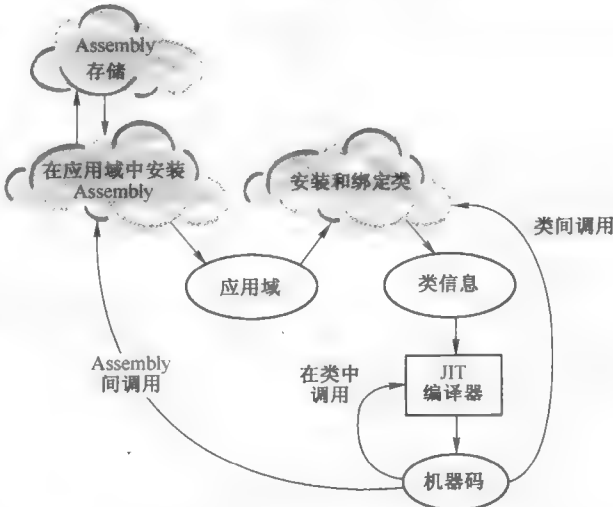 Assembly
存储
在应用域中安装
Assembly
安装和绑定类
类间调用
应用域
类信息
Assembly
间调用
在类中
调用
JIT
编译器
机器码